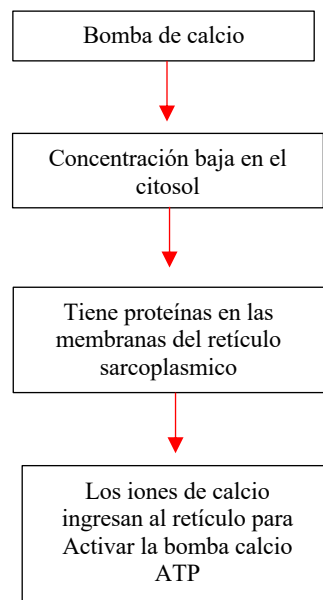 Bomba de calcio
Concentración baja en el
citosol
Tiene proteínas en las
membranas del retículo
sarcoplasmico
Los iones de calcio
ingresan al retículo para
Activar la bomba calcio
ATP